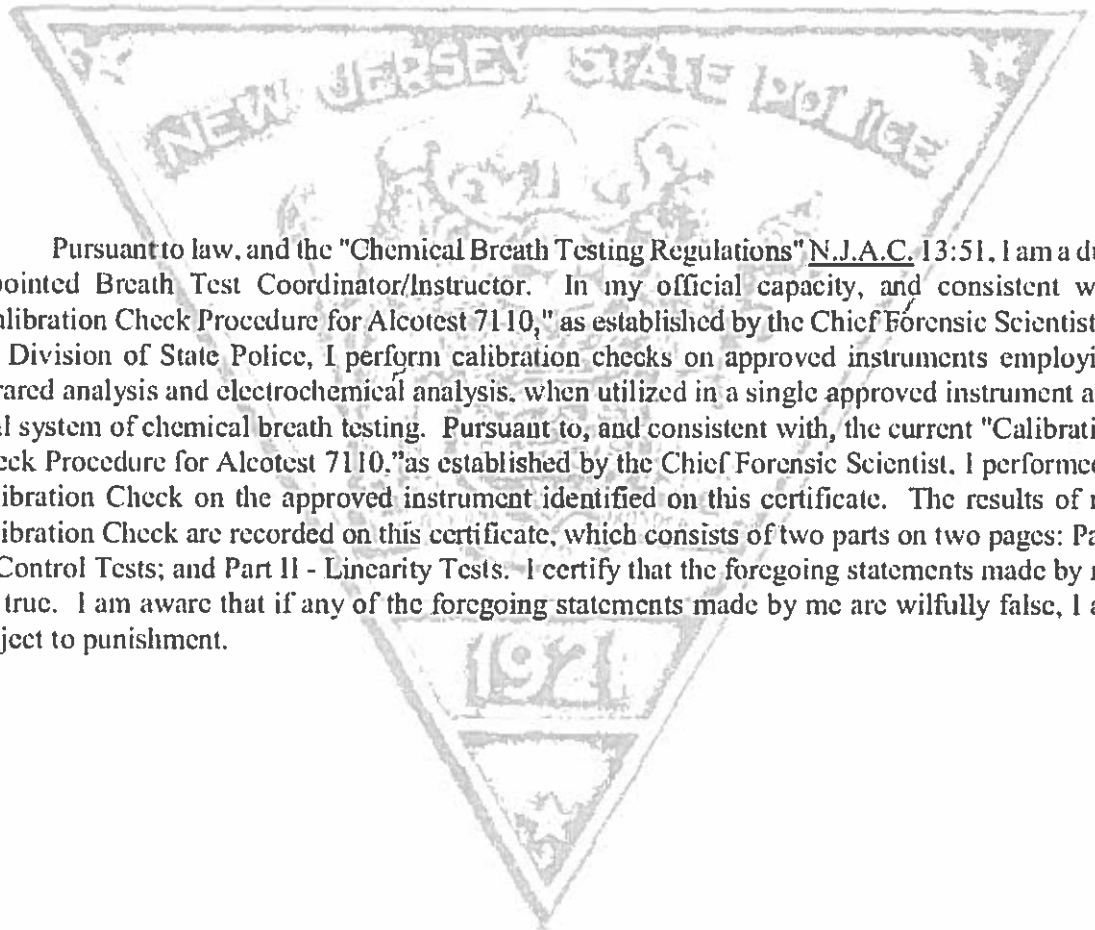 NEW JERSEY STATE POLICE
Pursuant to law, and the "Chemical Breath Testing Regulations" N.J.A.C. 13:51, I am a du
ointed Breath Test Coordinator/Instructor. In my official capacity, and consistent w
alibration Check Procedure for Alcotest 7110," as established by the Chief Forensic Scientist
Division of State Police, I perform calibration checks on approved instruments employi
rared analysis and electrochemical analysis, when utilized in a single approved instrument a
al system of chemical breath testing. Pursuant to, and consistent with, the current "Calibrati
eck Procedure for Alcotest 7110,"as established by the Chief Forensic Scientist, I performe
ibration Check on the approved instrument identified on this certificate. The results of r
ibration Check are recorded on this certificate, which consists of two parts on two pages: Pa
Control Tests; and Part II - Linearity Tests. I certify that the foregoing statements made by r
true. I am aware that if any of the foregoing statements made by me are wilfully false, I a
ject to punishment.
1921